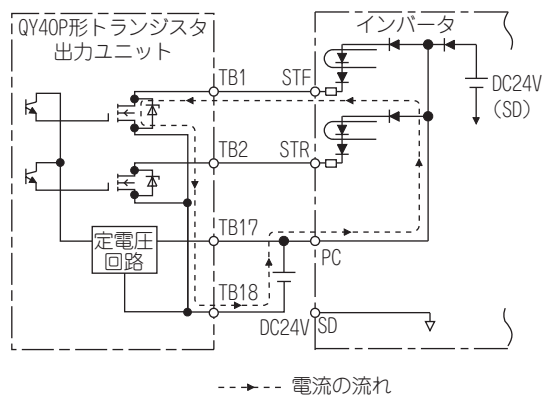 QY40P形トランジスタ
出力ユニット
インバータ
TB1
STF
DC24V
(SD)
TB2
STR
TB17
定電圧
回路
PC
TB18
DC24V
SD
電流の流れ